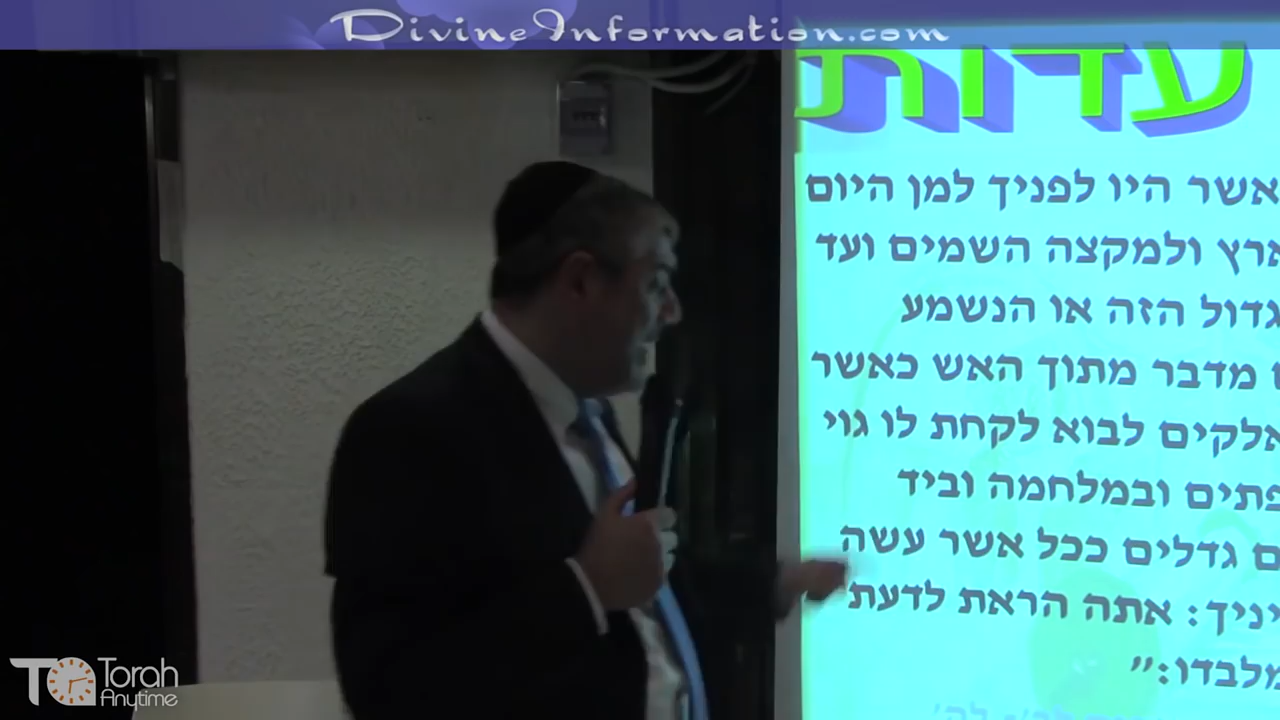 DivineInformation.com
עדות
אשר היו לפניך למן היום
ארץ ולמקצה השמים ועד
גדול הזה או הנשמע
מדבר מתוך האש כאשר
אלקים לבוא לקחת לו גוי
פתים ובמלחמה וביד
ם גדלים ככל אשר עשה
יניך: אתה הראת לדעת
מלבדו:״
Torah
Anytime